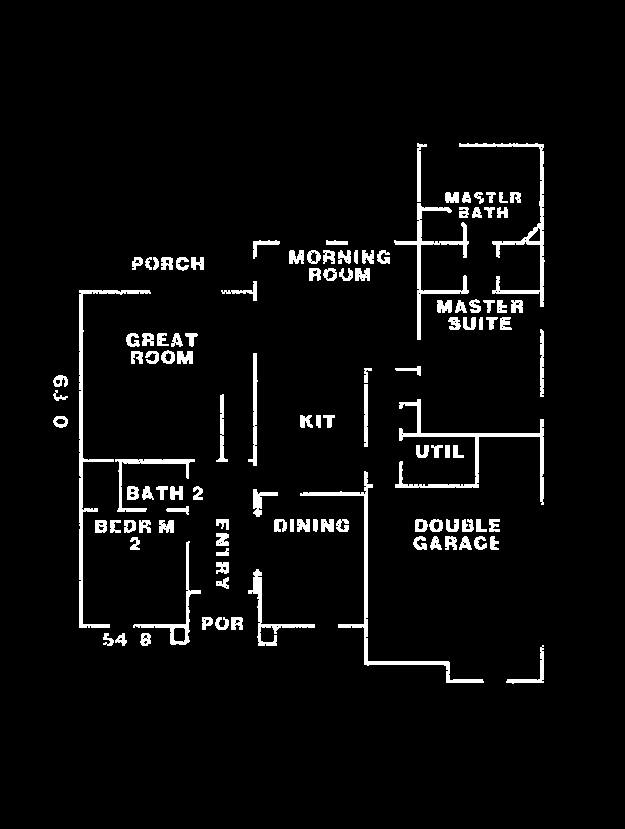 MASTER
BATH
PORCH
MORNING
ROOM
MASTER
SUITE
GREAT
ROOM
63 0
KIT
UTIL
BATH 2
BEDR M
2
ENTRY
DINING
DOUBLE
GARAGE
POR
54 8